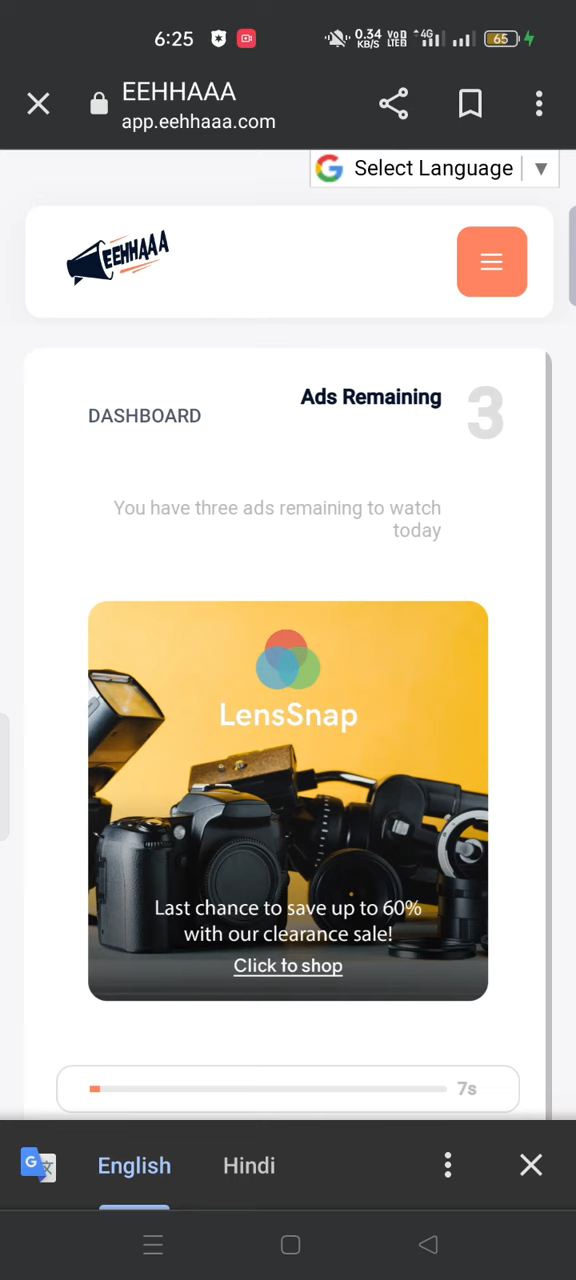 6:25
0.34
KB/S
Vo
LTE
4G
65
EEHHAAA
app.eehhaaa.com
Select Language
EEHHAAA
Ads Remaining
3
DASHBOARD
You have three ads remaining to watch
today
LensSnap
Last chance to save up to 60%
with our clearance sale!
Click to shop
7s
English
Hindi